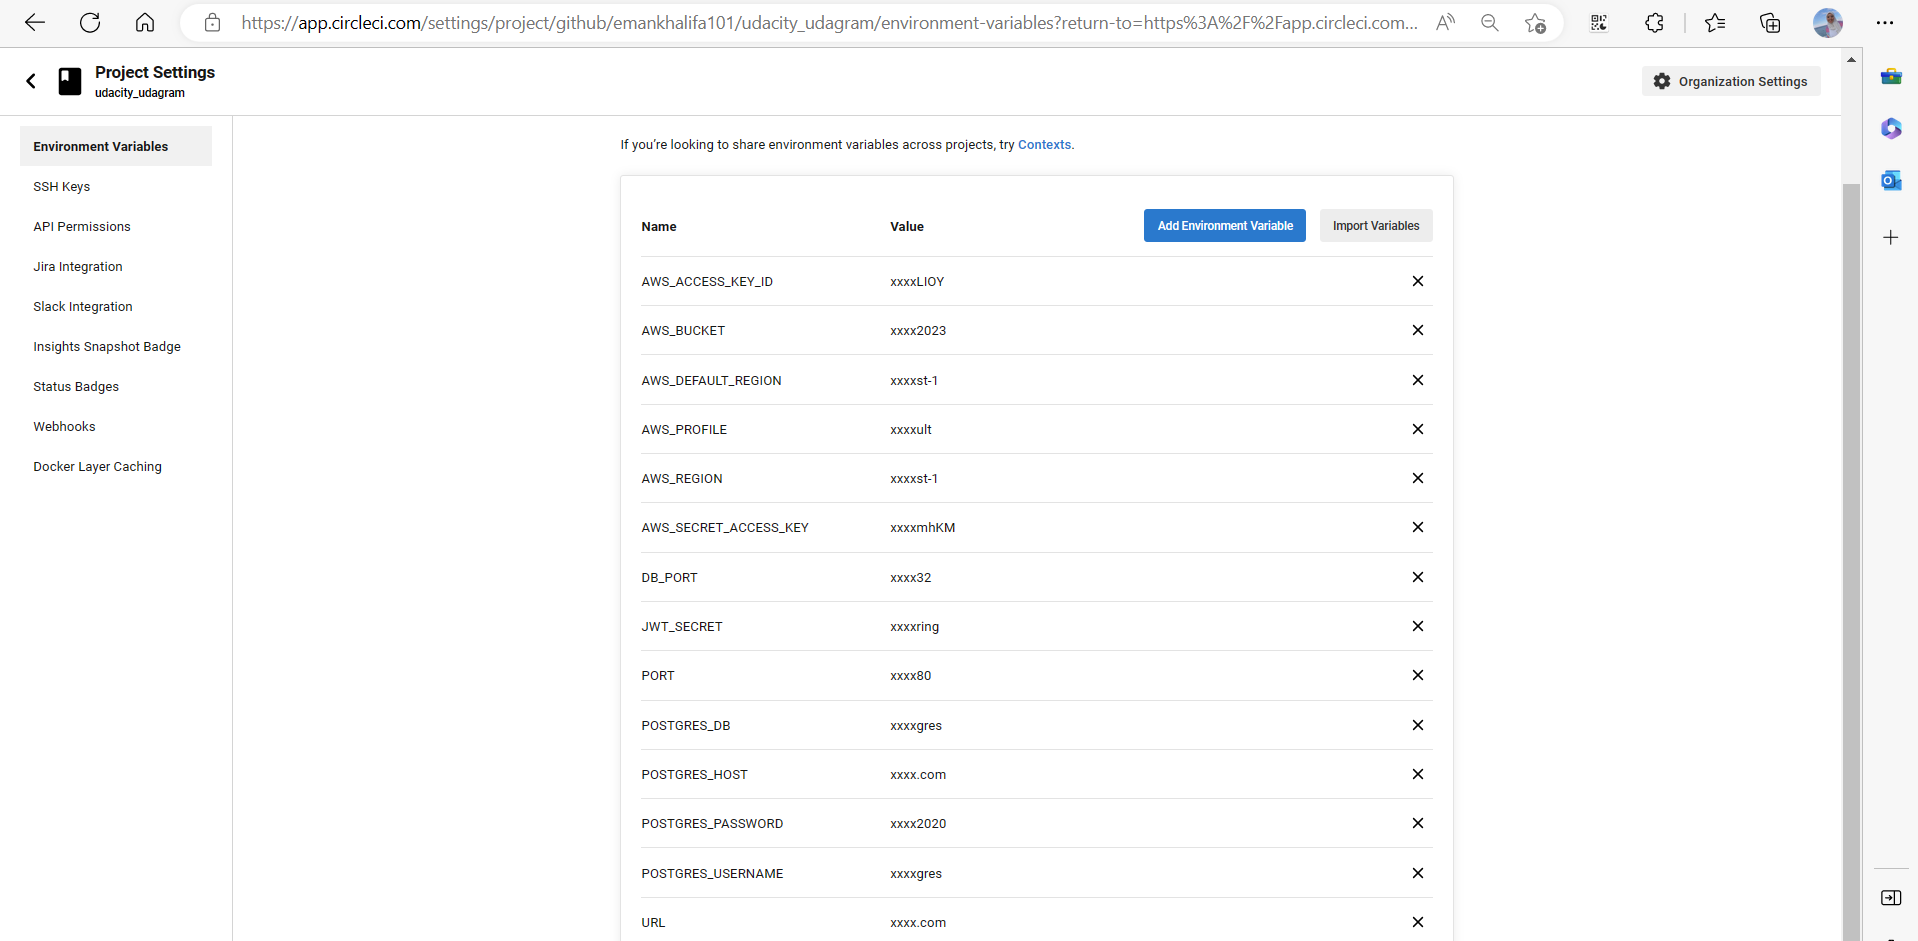 https://app.circleci.com/settings/project/github/emankhalifa101/udacity_udagram/environment-variables?return-to=https%3A%2F%2Fapp.circleci.com...
Project Settings
udacity_udagram
Organization Settings
Environment Variables
SSH Keys
API Permissions
Jira Integration
Slack Integration
Insights Snapshot Badge
Status Badges
Webhooks
Docker Layer Caching
If you’re looking to share environment variables across projects, try Contexts.
Name Value Add Environment Variable Import Variables
AWS_ACCESS_KEY_ID xxxxLIOY
AWS_BUCKET xxxx2023
AWS_DEFAULT_REGION xxxxst-1
AWS_PROFILE xxxxult
AWS_REGION xxxxst-1
AWS_SECRET_ACCESS_KEY xxxxmhKM
DB_PORT xxxx32
JWT_SECRET xxxxring
PORT xxxx80
POSTGRES_DB xxxxgres
POSTGRES_HOST xxxx.com
POSTGRES_PASSWORD xxxx2020
POSTGRES_USERNAME xxxxgres
URL xxxx.com